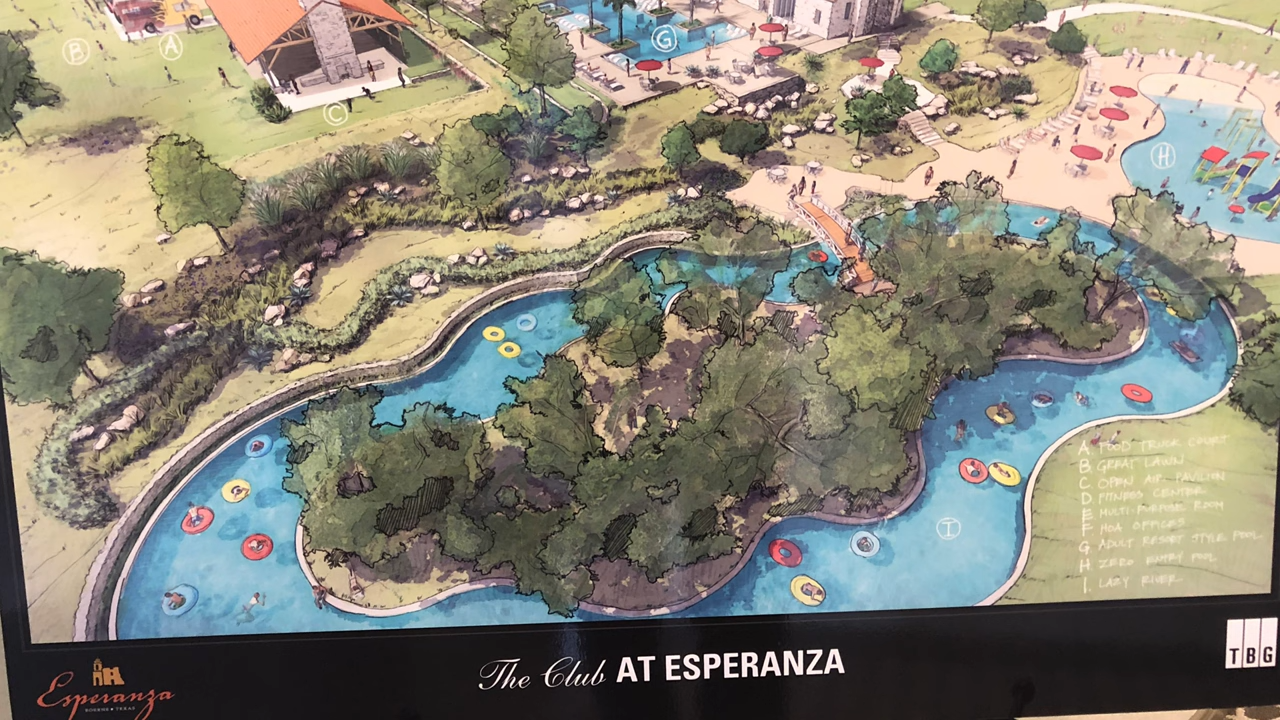 B
A
G
C
H
I
A FOOD TRUCK COURT
B GREAT LAWN
C OPEN AIR PAVILION
D FITNESS CENTER
E MULTI-PURPOSE ROOM
F HOA OFFICES
G ADULT RESORT STYLE POOL
H ZERO ENTRY POOL
I LAZY RIVER
The Club AT ESPERANZA
TBG
Esperanza
BOERNE • TEXAS